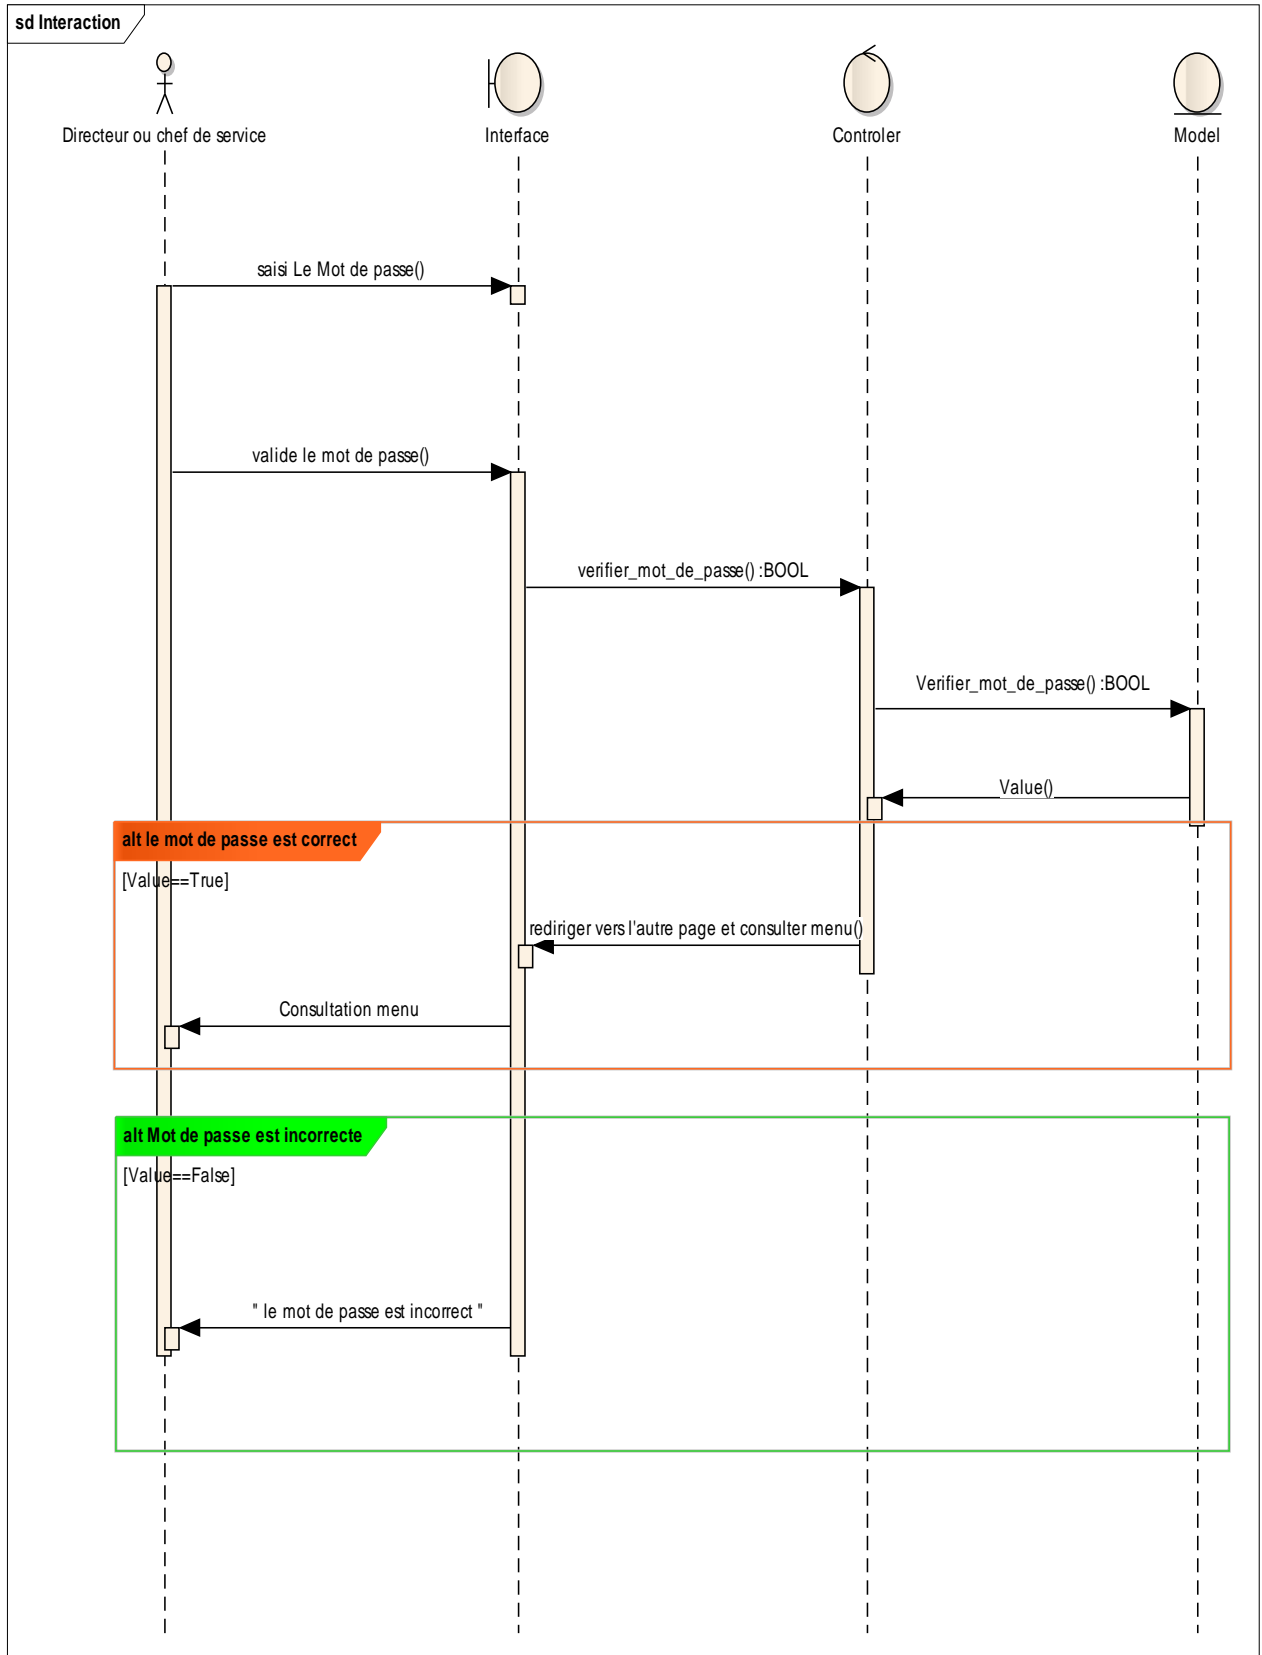 sd Interaction
Directeur ou chef de service
Interface
Controler
Model
saisi Le Mot de passe()
valide le mot de passe()
verifier_mot_de_passe() :BOOL
Verifier_mot_de_passe() :BOOL
Value()
alt le mot de passe est correct
[Value==True]
rediriger vers l'autre page et consulter menu()
Consultation menu
alt Mot de passe est incorrecte
[Value==False]
" le mot de passe est incorrect "